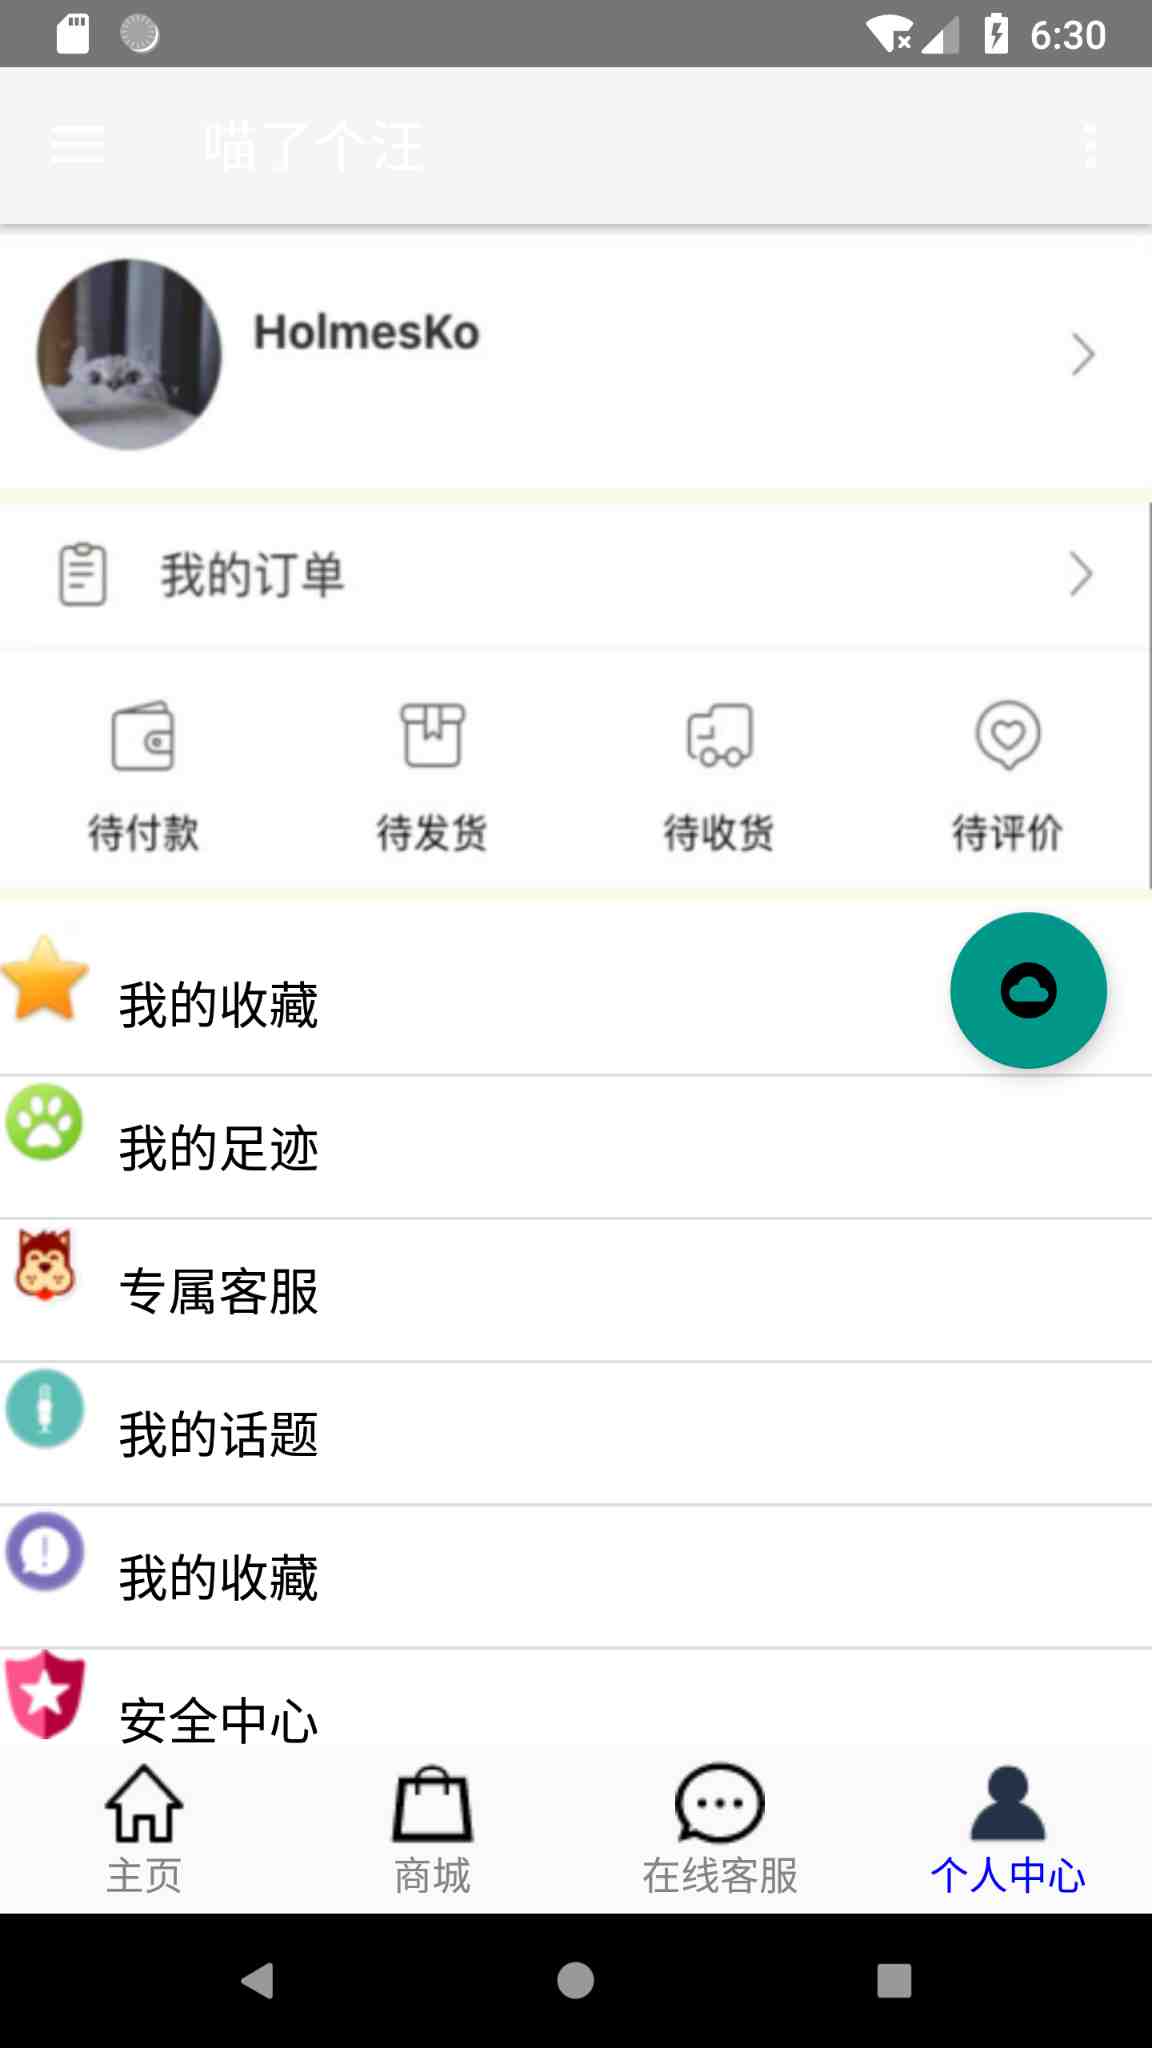 6:30
喵了个汪
HolmesKo
我的订单
待付款 待发货 待收货 待评价
我的收藏
我的足迹
专属客服
我的话题
我的收藏
安全中心
主页 商城 在线客服 个人中心